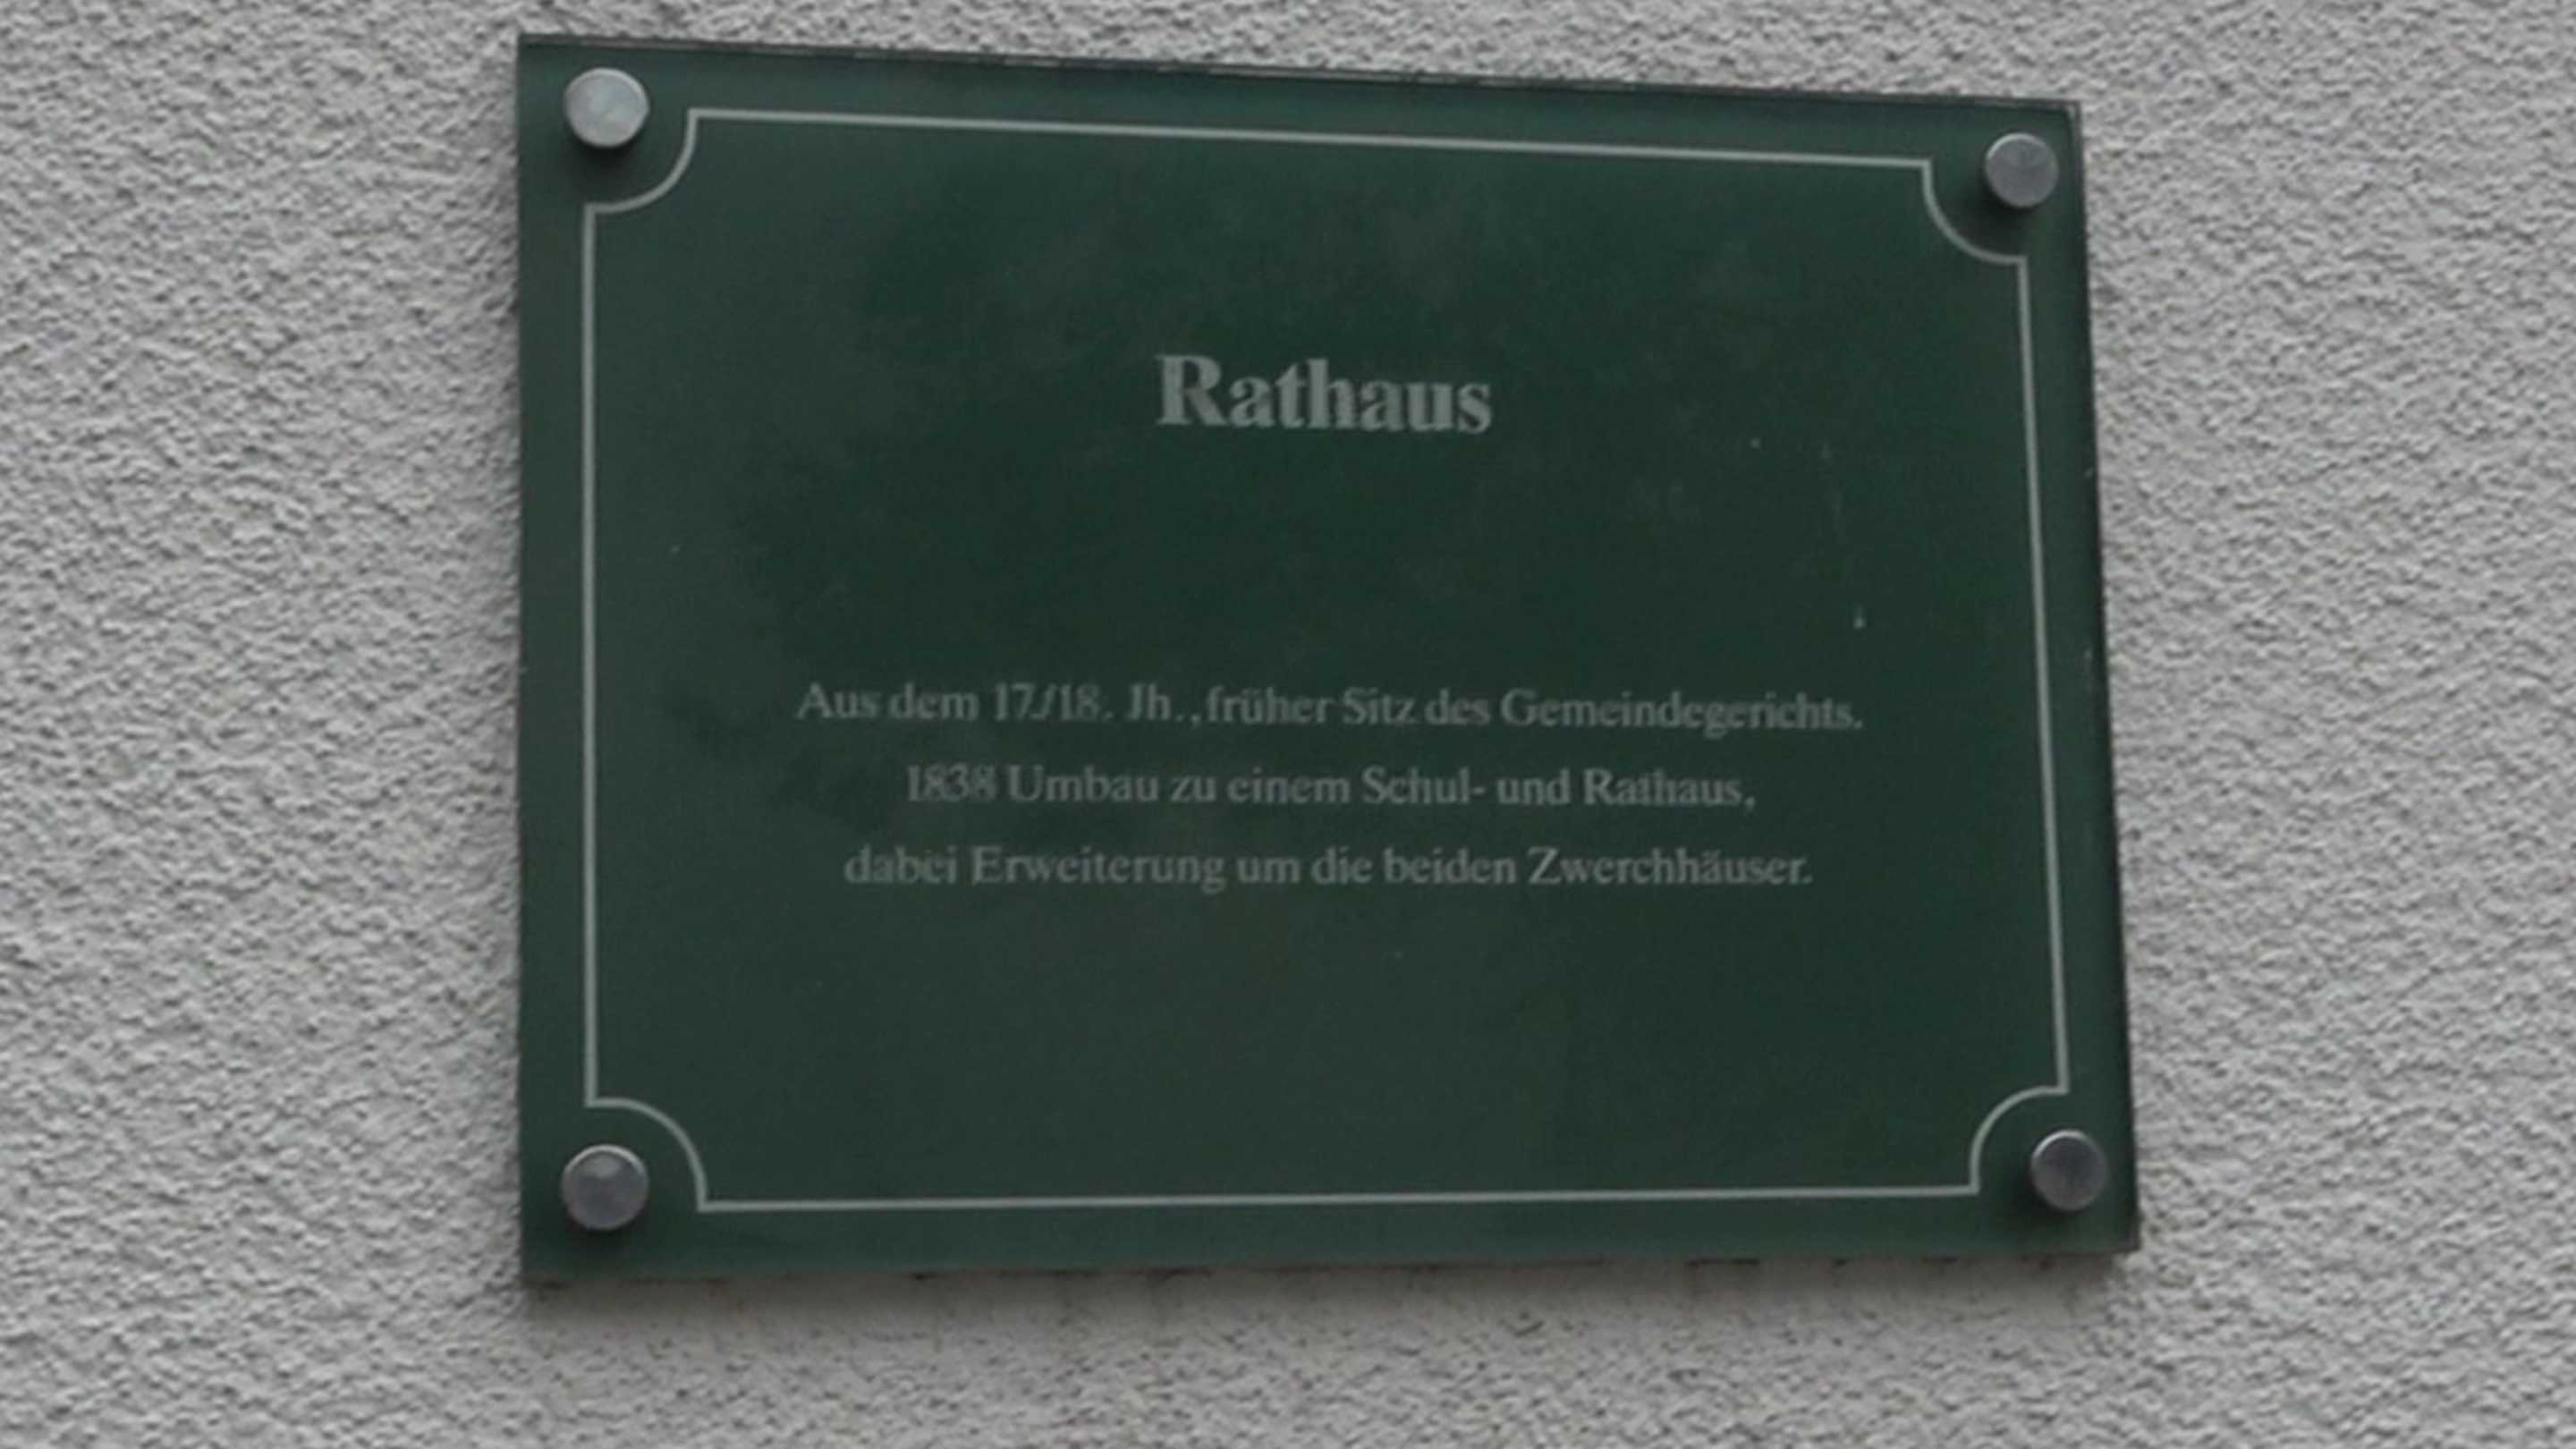 Rathaus
Aus dem 17./18. Jh., früher Sitz des Gemeindegerichts.
1838 Umbau zu einem Schul- und Rathaus,
dabei Erweiterung um die beiden Zwerchhäuser.